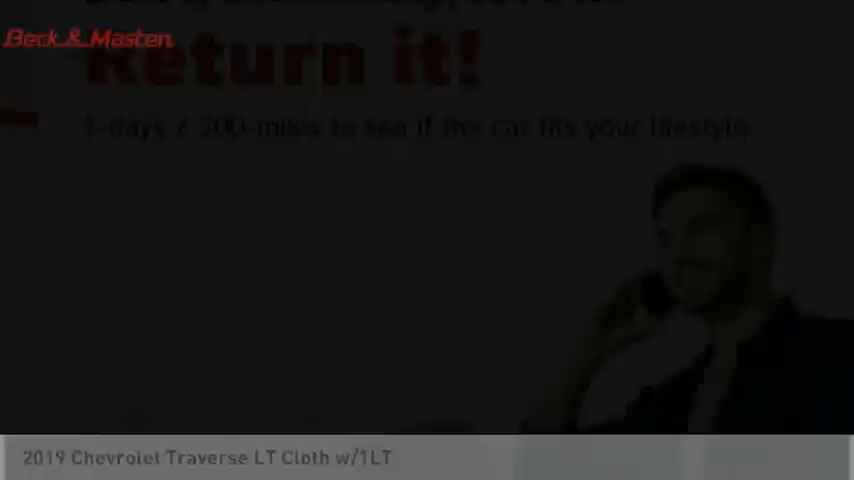 Beck & Masten
Return it!
7-days / 300-miles to see if the car fits your lifestyle
2019 Chevrolet Traverse LT Cloth w/1LT